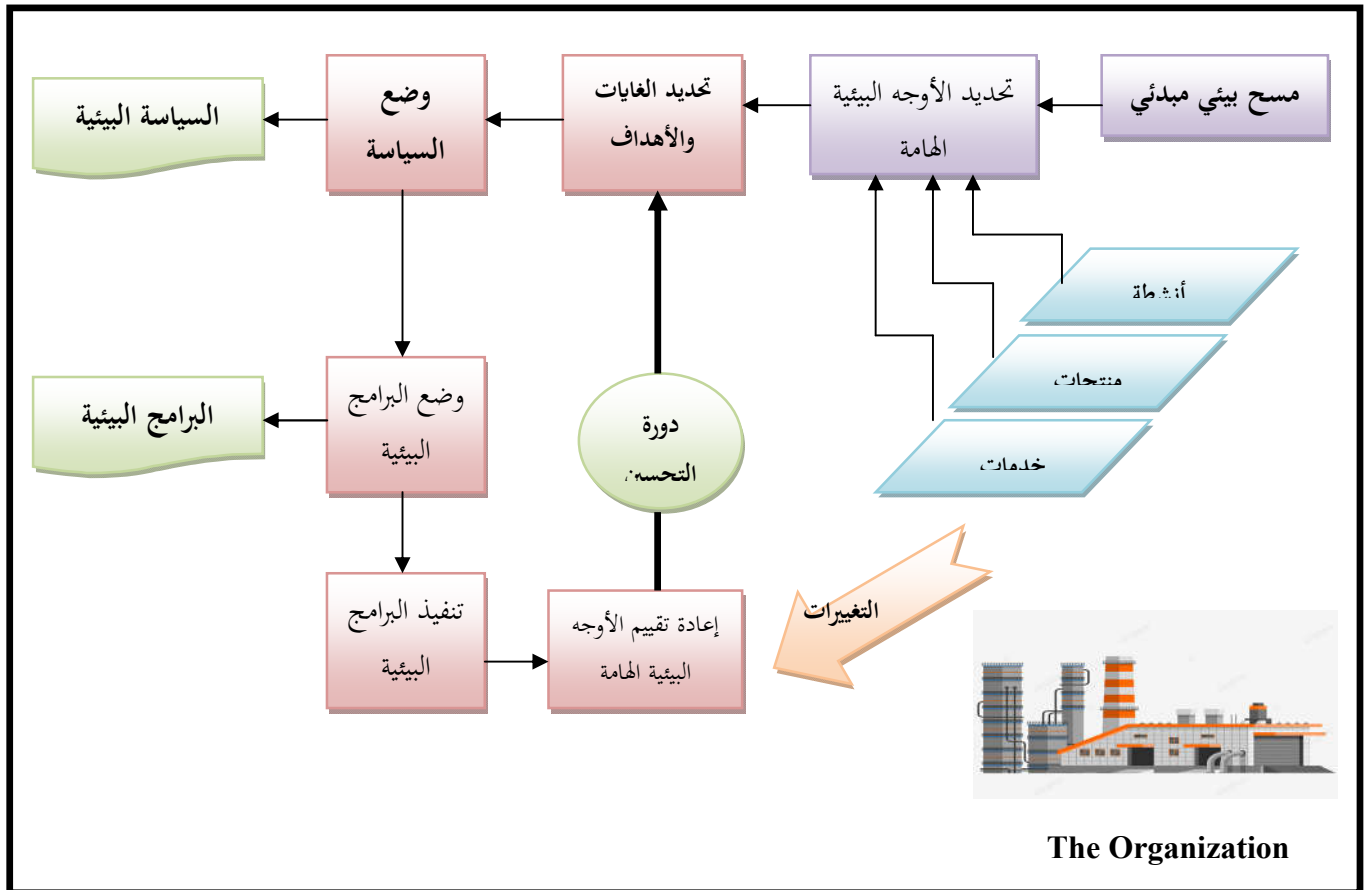 مسح بيئي مبدئي
تحديد الأوجه البيئية
الهامة
تحديد الغايات
والأهداف
وضع
السياسة
السياسة البيئية
أنشطة
منتجات
خدمات
وضع البرامج
البيئية
البرامج البيئية
دورة
التحسين
تنفيذ البرامج
البيئية
إعادة تقييم الأوجه
البيئية الهامة
التغييرات
The Organization